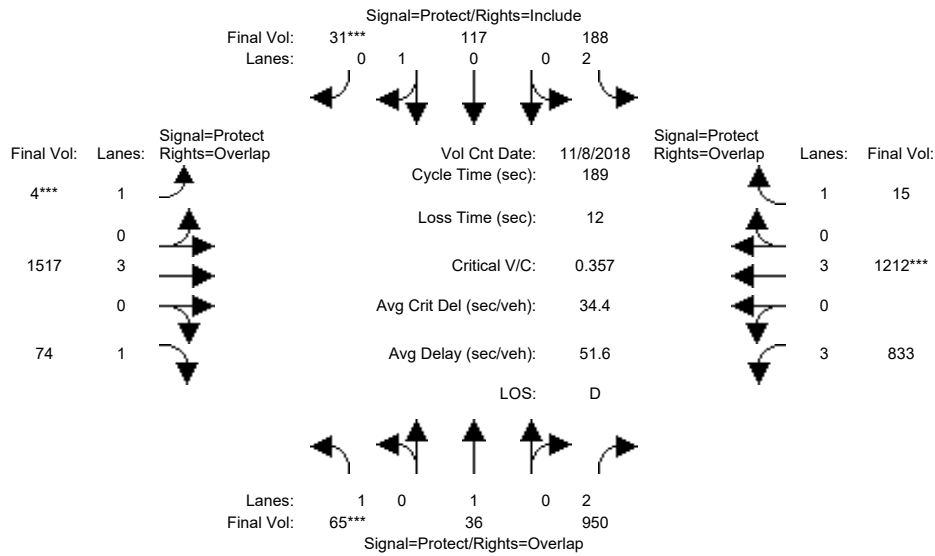 Signal=Protect/Rights=Include
Final Vol: 31*** 117 188
Lanes: 0 1 0 0 2
Signal=Protect
Final Vol: Lanes: Rights=Overlap
Vol Cnt Date: 11/8/2018
Signal=Protect
Rights=Overlap Lanes: Final Vol:
Cycle Time (sec): 189
4*** 1
1 15
Loss Time (sec): 12
0
0
1517 3
Critical V/C: 0.357
3 1212***
0
Avg Crit Del (sec/veh): 34.4
0
74 1
Avg Delay (sec/veh): 51.6
3 833
LOS: D
Lanes: 1 0 1 0 2
Final Vol: 65*** 36 950
Signal=Protect/Rights=Overlap